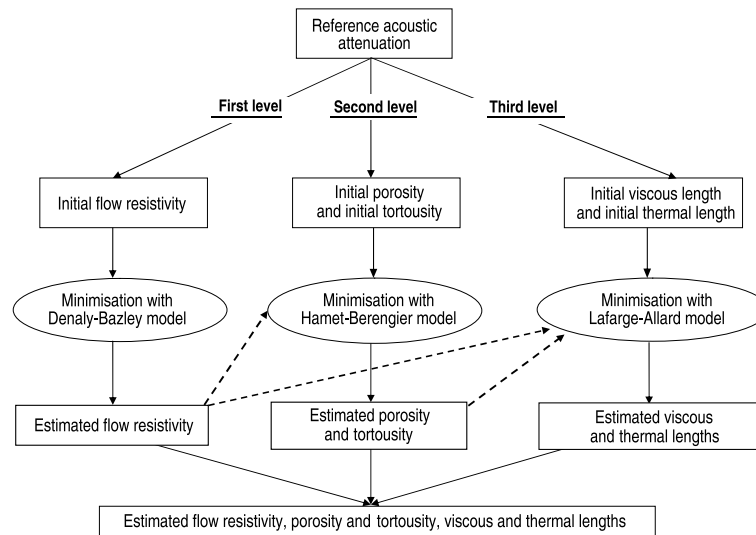 Reference acoustic
attenuation
First level
Second level
Third level
Initial flow resistivity
Initial porosity
and initial tortousity
Initial viscous length
and initial thermal length
Minimisation with
Denaly-Bazley model
Minimisation with
Hamet-Berengier model
Minimisation with
Lafarge-Allard model
Estimated flow resistivity
Estimated porosity
and tortousity
Estimated viscous
and thermal lengths
Estimated flow resistivity, porosity and tortousity, viscous and thermal lengths